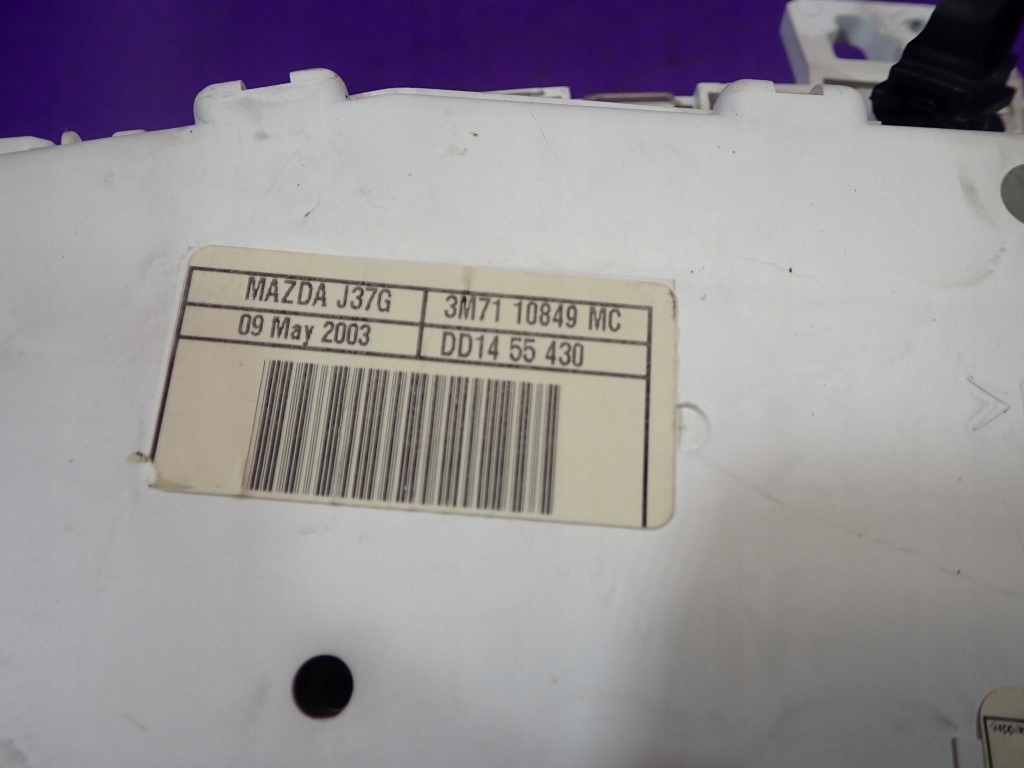 MAZDA J37G
3M71 10849 MC
09 May 2003
DD14 55 430